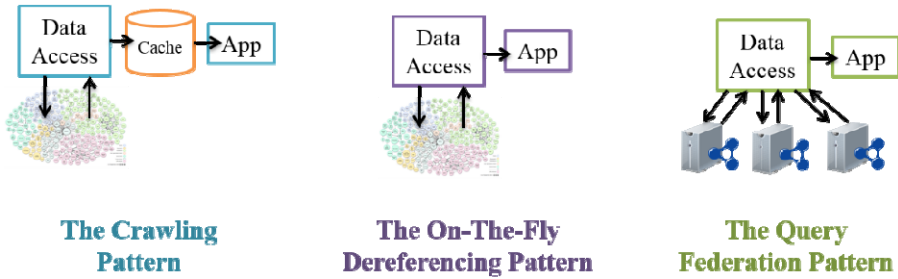 Data
Access
Cache
App
The Crawling
Pattern
Data
Access
App
The On-The-Fly
Dereferencing Pattern
Data
Access
App
The Query
Federation Pattern